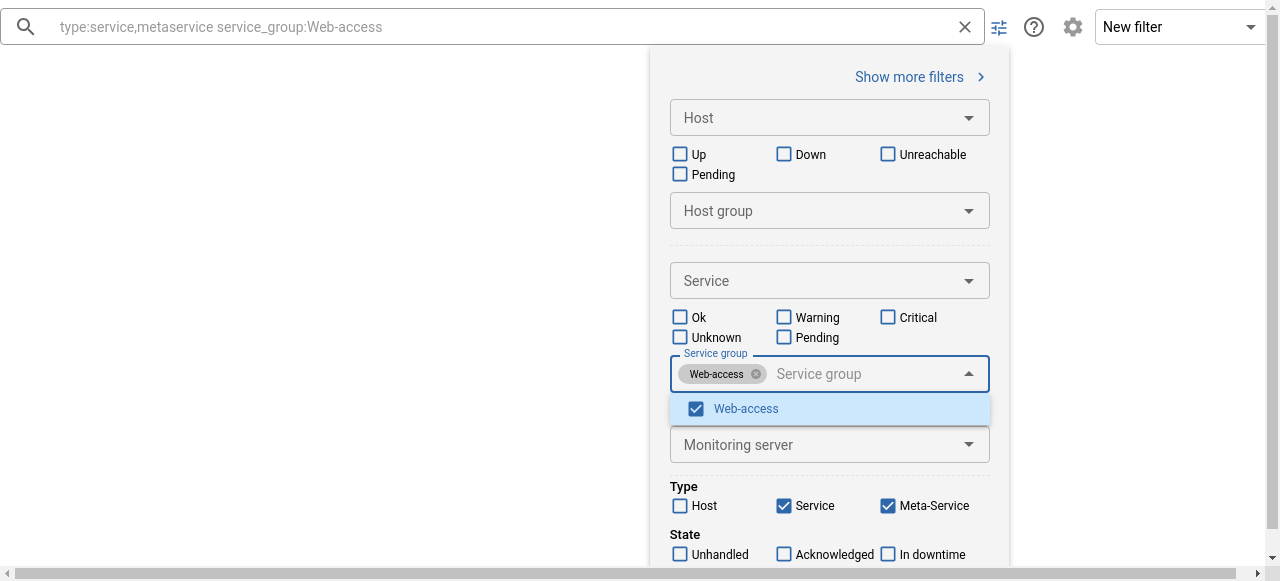 type:service,metaservice service_group:Web-access
New filter
Show more filters
Host
Up Down Unreachable
Pending
Host group
Service
Ok Warning Critical
Unknown Pending
Service group
Web-access Service group
Web-access
Monitoring server
Type
Host Service Meta-Service
State
Unhandled Acknowledged In downtime